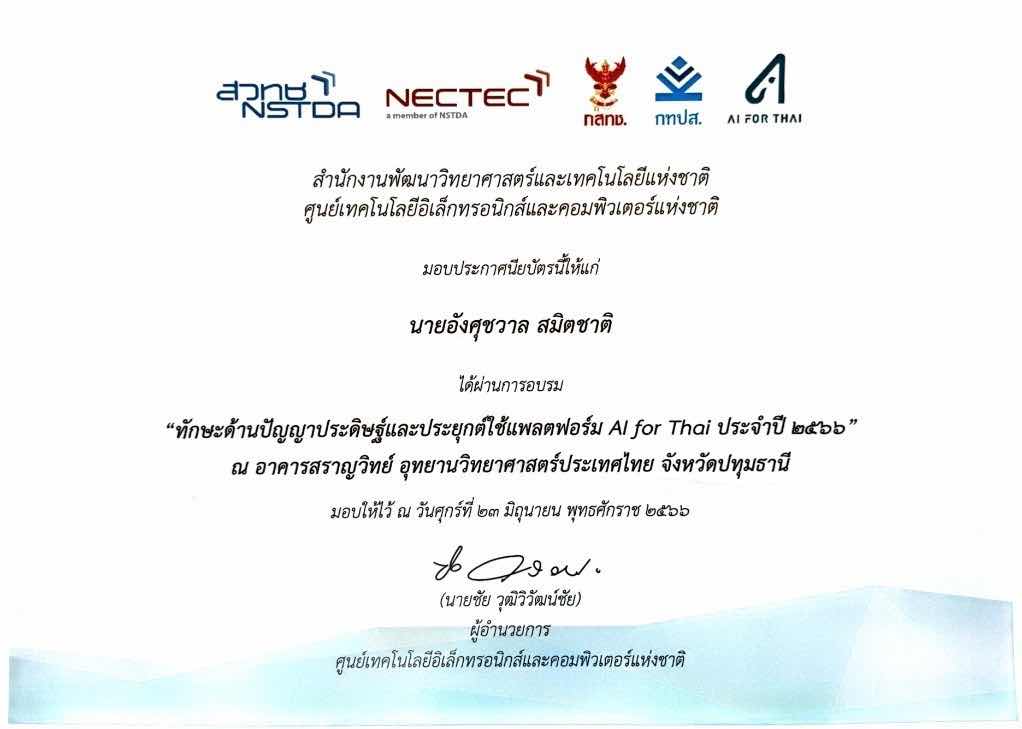 สวทช
NSTDA
NECTEC
a member of NSTDA
กสทช.
กทปส.
AI FOR THAI
สำนักงานพัฒนาวิทยาศาสตร์และเทคโนโลยีแห่งชาติ
ศูนย์เทคโนโลยีอิเล็กทรอนิกส์และคอมพิวเตอร์แห่งชาติ
มอบประกาศนียบัตรนี้ให้แก่
นายอังศุชวาล สมิตชาติ
ได้ผ่านการอบรม
“ทักษะด้านปัญญาประดิษฐ์และประยุกต์ใช้แพลตฟอร์ม AI for Thai ประจำปี ๒๕๖๖”
ณ อาคารสราญวิทย์ อุทยานวิทยาศาสตร์ประเทศไทย จังหวัดปทุมธานี
มอบให้ไว้ ณ วันศุกร์ที่ ๒๓ มิถุนายน พุทธศักราช ๒๕๖๖
(นายชัย วุฒิวิวัฒน์ชัย)
ผู้อำนวยการ
ศูนย์เทคโนโลยีอิเล็กทรอนิกส์และคอมพิวเตอร์แห่งชาติ